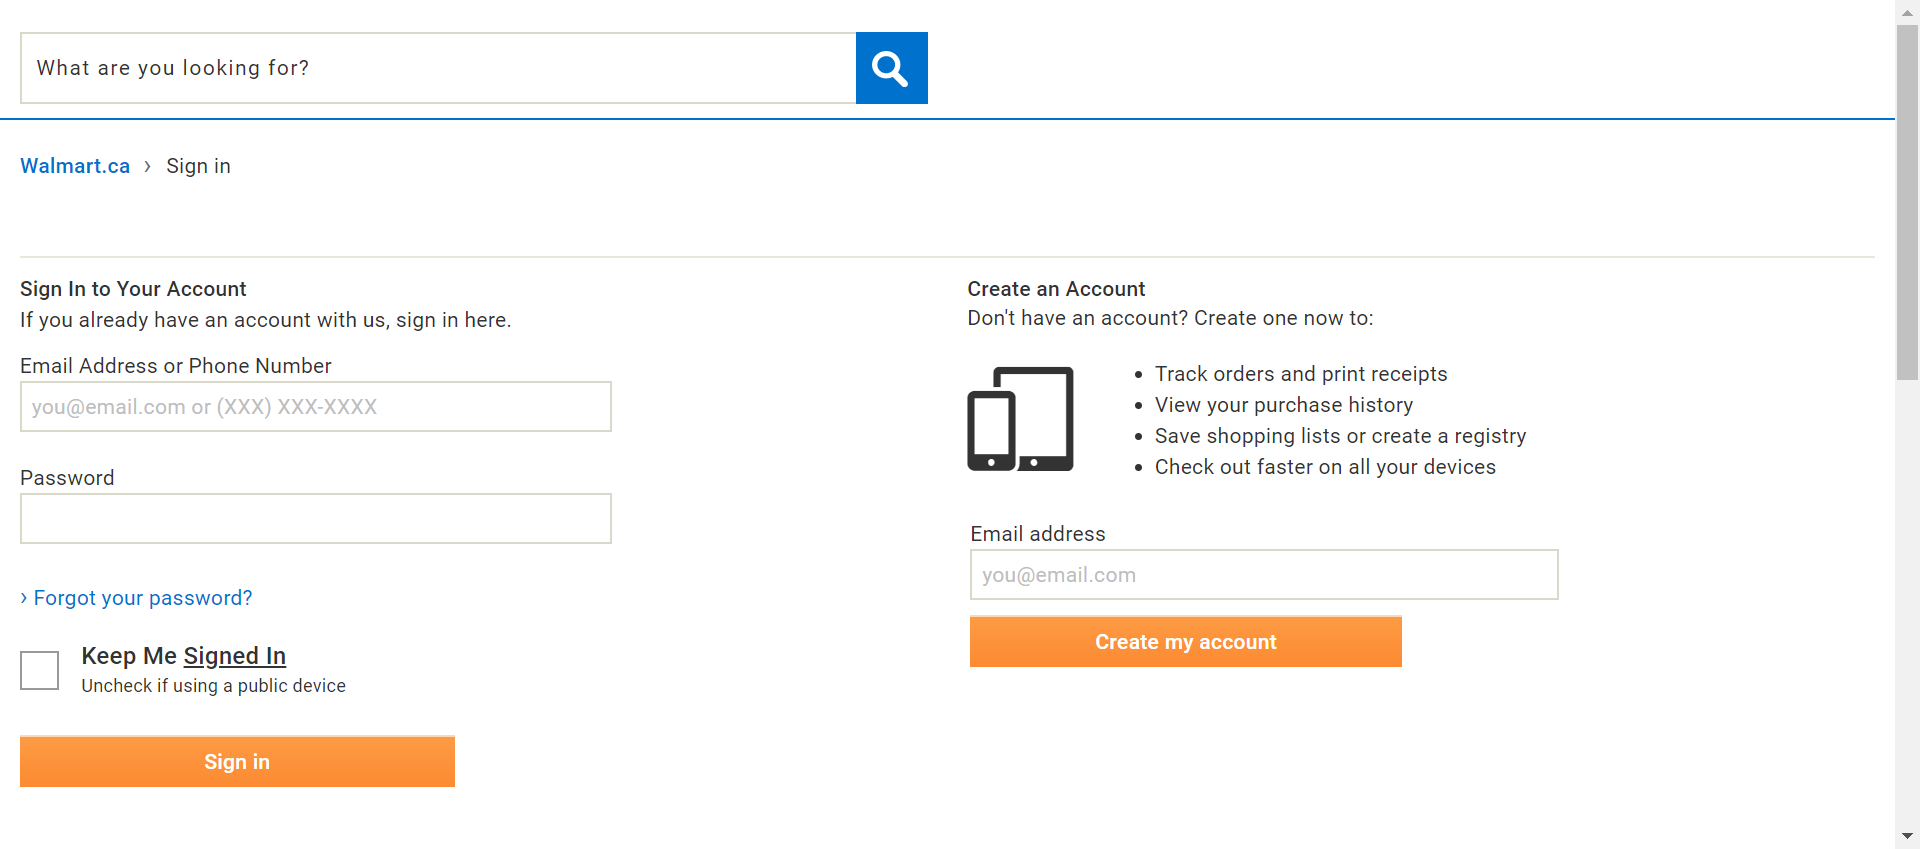 What are you looking for?
Walmart.ca › Sign in
Sign In to Your Account
If you already have an account with us, sign in here.
Email Address or Phone Number
you@email.com or (XXX) XXX-XXXX
Password
› Forgot your password?
Keep Me Signed In
Uncheck if using a public device
Sign in
Create an Account
Don't have an account? Create one now to:
• Track orders and print receipts
• View your purchase history
• Save shopping lists or create a registry
• Check out faster on all your devices
Email address
you@email.com
Create my account